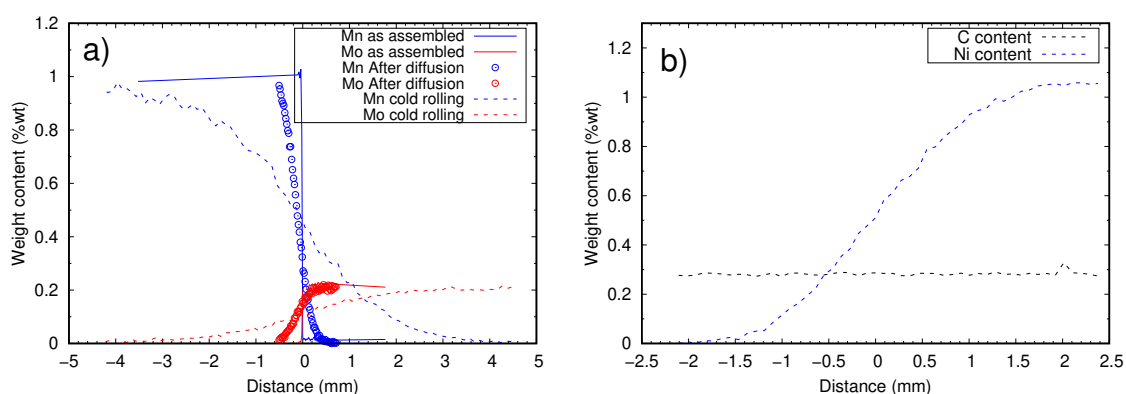 a)
Mn as assembled
Mo as assembled
Mn After diffusion
Mo After diffusion
Mn cold rolling
Mo cold rolling
Weight content (%wt)
1.2
1
0.8
0.6
0.4
0.2
0
−5 −4 −3 −2 −1 0 1 2 3 4 5
Distance (mm)
b)
C content
Ni content
Weight content (%wt)
1.2
1
0.8
0.6
0.4
0.2
0
−2.5 −2 −1.5 −1 −0.5 0 0.5 1 1.5 2 2.5
Distance (mm)